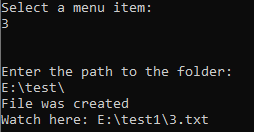 Select a menu item:
3
Enter the path to the folder:
E:\test\
File was created
Watch here: E:\test1\3.txt